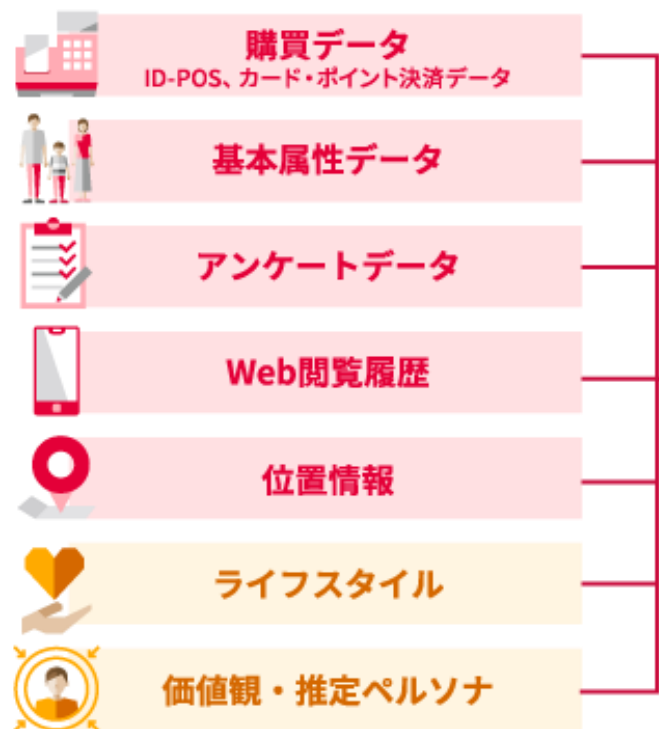 購買データ
ID-POS、カード・ポイント決済データ
基本属性データ
アンケートデータ
Web閲覧履歴
位置情報
ライフスタイル
価値観・推定ペルソナ